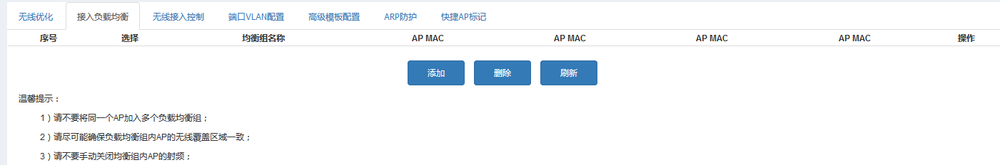 无线优化 接入负载均衡 无线接入控制 端口VLAN配置 高级模板配置 ARP防护 快捷AP标记
序号 选择 均衡组名称 AP MAC AP MAC AP MAC AP MAC 操作
添加 删除 刷新
温馨提示：
1）请不要将同一个AP加入多个负载均衡组；
2）请尽可能确保负载均衡组内AP的无线覆盖区域一致；
3）请不要手动关闭均衡组内AP的射频；